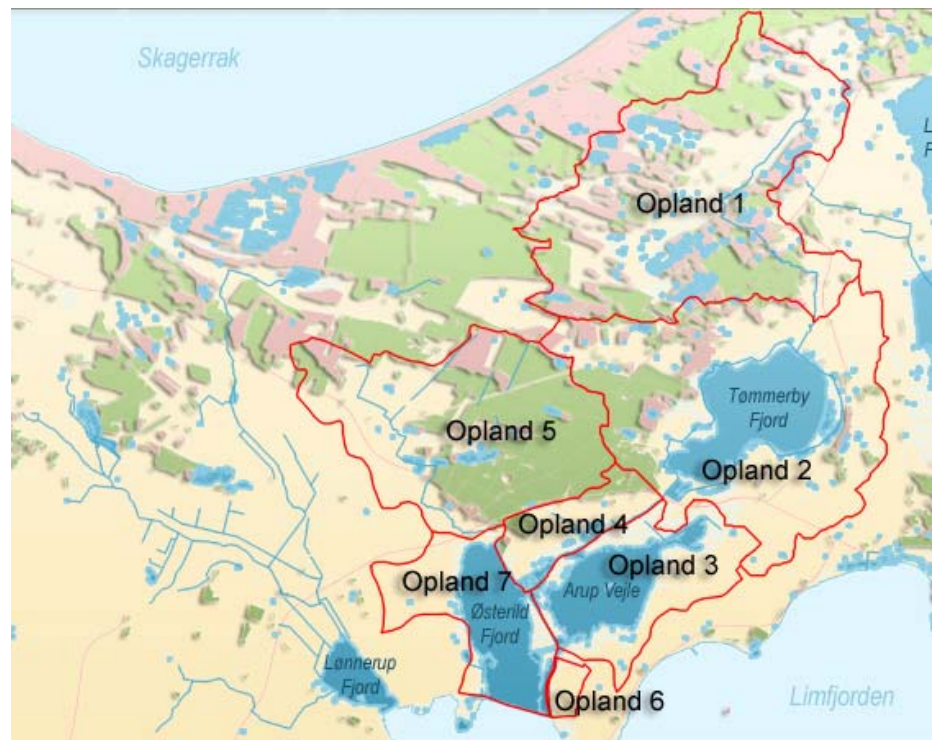 Skagerrak
L
F
Opland 1
Tømmerby
Fjord
Opland 5
Opland 2
Opland 4
Opland 3
Opland 7
Arup Vejle
Østerild
Fjord
Lønnerup
Fjord
Opland 6
Limfjorden